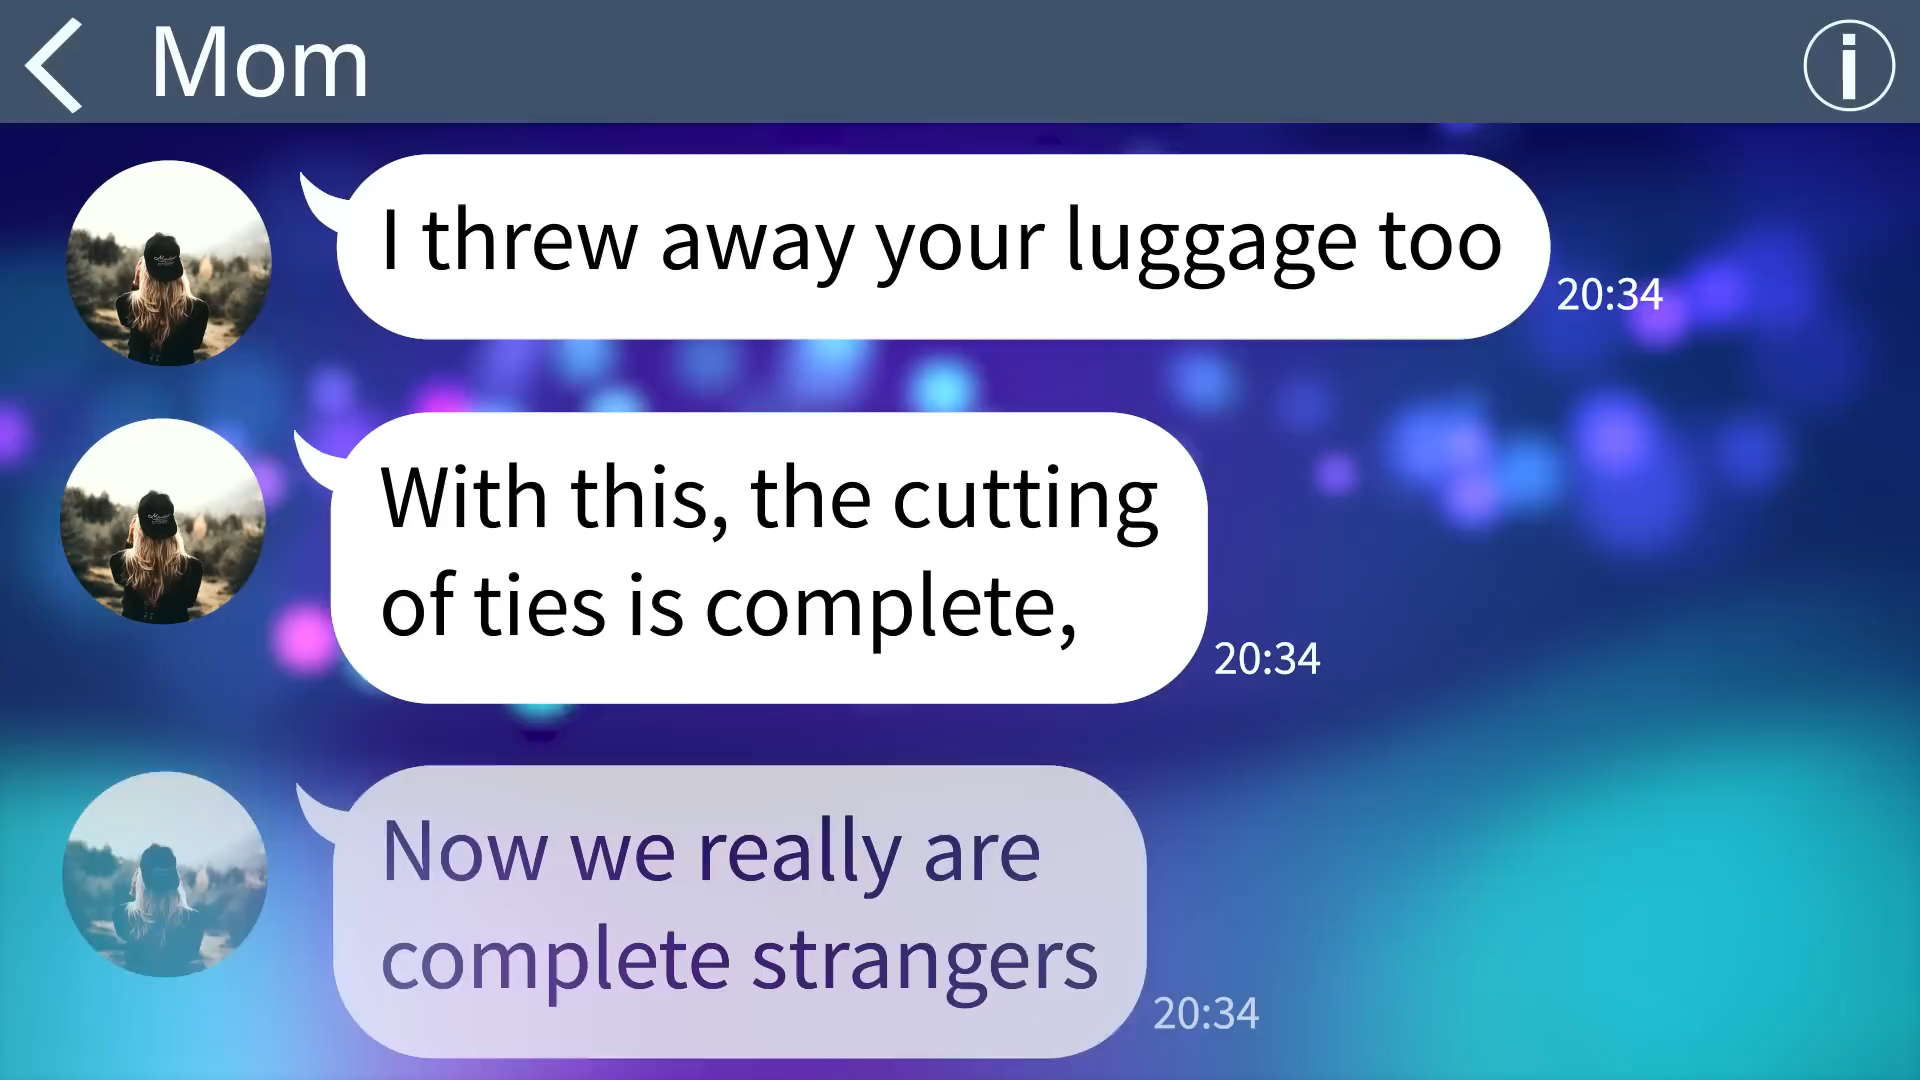 Mom
I threw away your luggage too
20:34
With this, the cutting
of ties is complete,
20:34
Now we really are
complete strangers
20:34